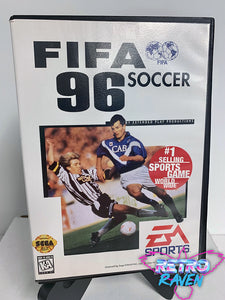 FIFA
FIFA
SOCCER
96
BY EXTENDED PLAY PRODUCTIONS
CAB
#1
SELLING
SPORTS
GAME
WORLD
WIDE
SEGA
EA
SPORTS
K-A
RETRO
RAVEN